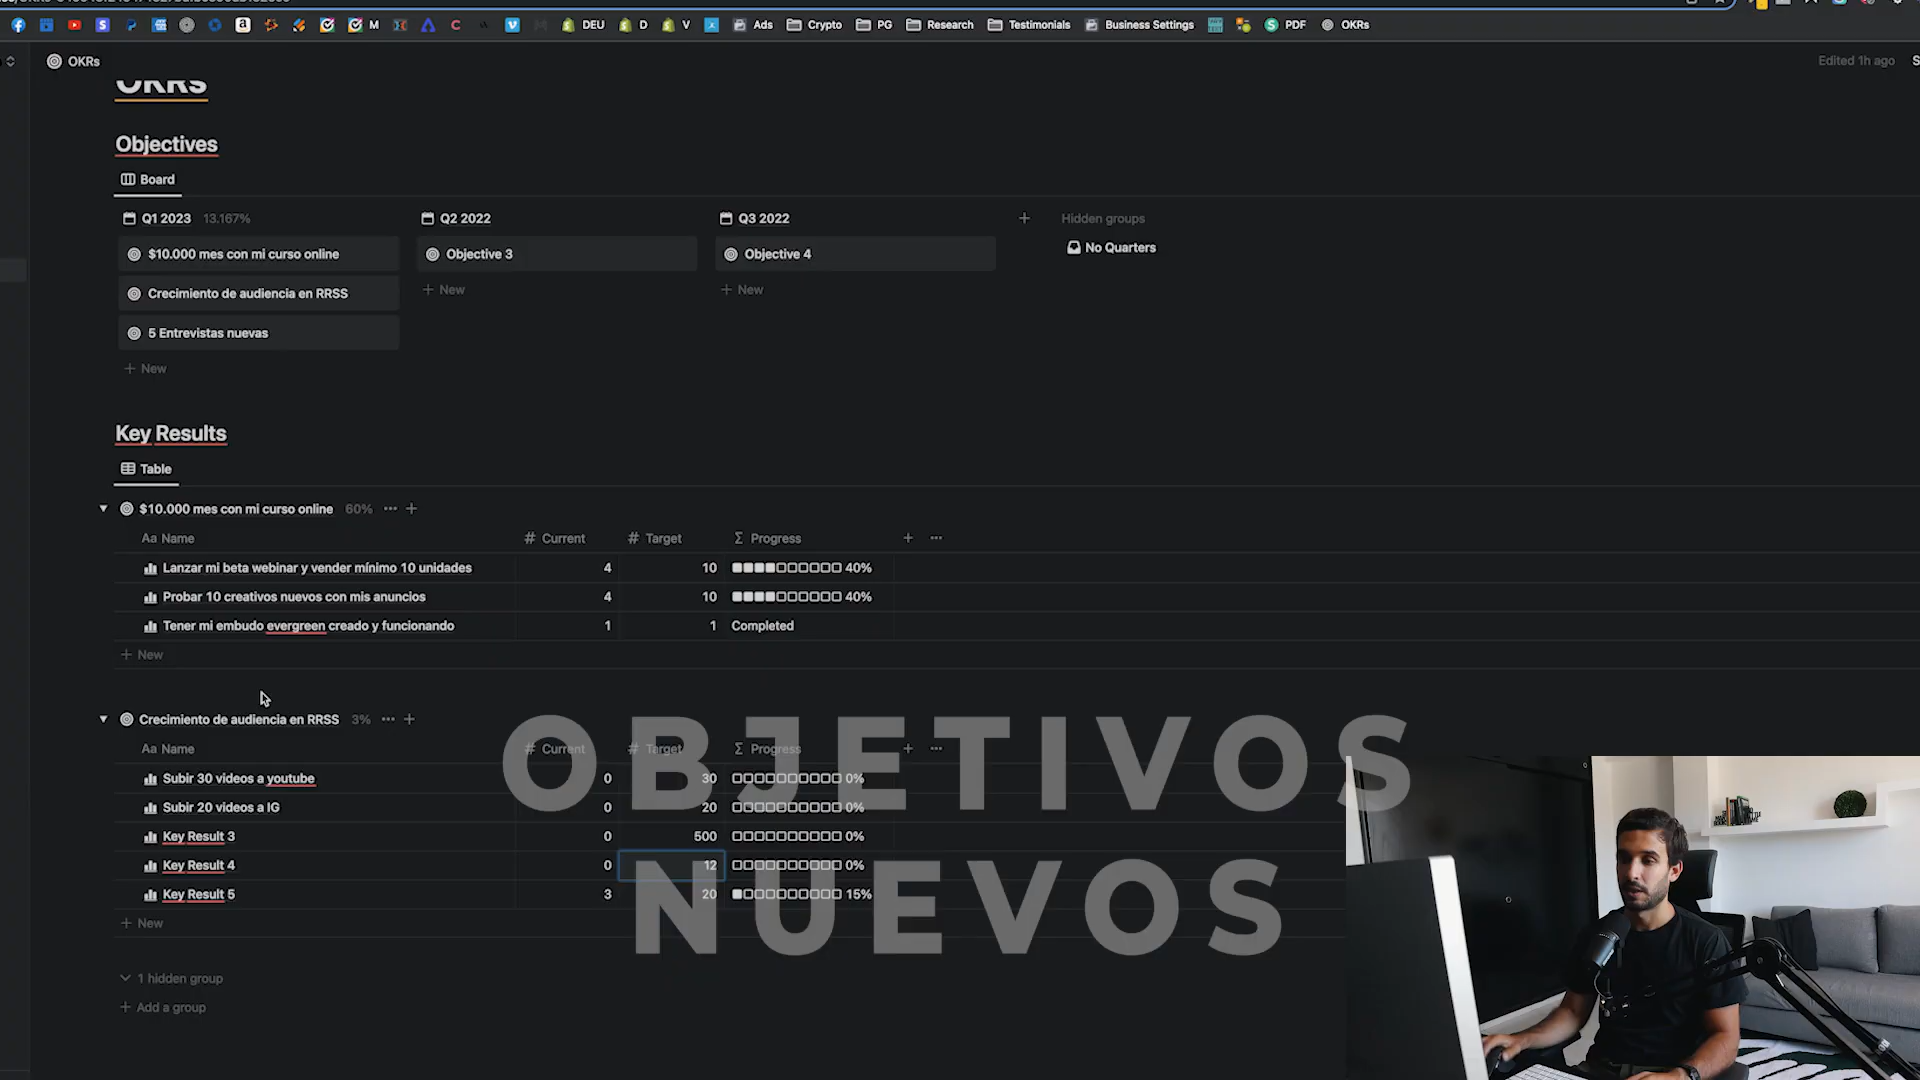 DEU
D
V
Ads
Crypto
PG
Research
Testimonials
Business Settings
PDF
OKRs
M
OKRs
Edited 1h ago
OKRs
Objectives
Board
Q1 2023 13.167%
Q2 2022
Q3 2022
Hidden groups
$10.000 mes con mi curso online
Objective 3
Objective 4
No Quarters
Crecimiento de audiencia en RRSS
+ New
+ New
5 Entrevistas nuevas
+ New
Key Results
Table
$10.000 mes con mi curso online 60% ... +
Aa Name # Current # Target Σ Progress + ...
Lanzar mi beta webinar y vender mínimo 10 unidades 4 10 40%
Probar 10 creativos nuevos con mis anuncios 4 10 40%
Tener mi embudo evergreen creado y funcionando 1 1 Completed
+ New
Crecimiento de audiencia en RRSS 3% ... +
Aa Name # Current # Target Σ Progress + ...
Subir 30 videos a youtube 0 30 0%
Subir 20 videos a IG 0 20 0%
Key Result 3 0 500 0%
Key Result 4 0 12 0%
Key Result 5 3 20 15%
+ New
1 hidden group
+ Add a group
OBJETIVOS
NUEVOS